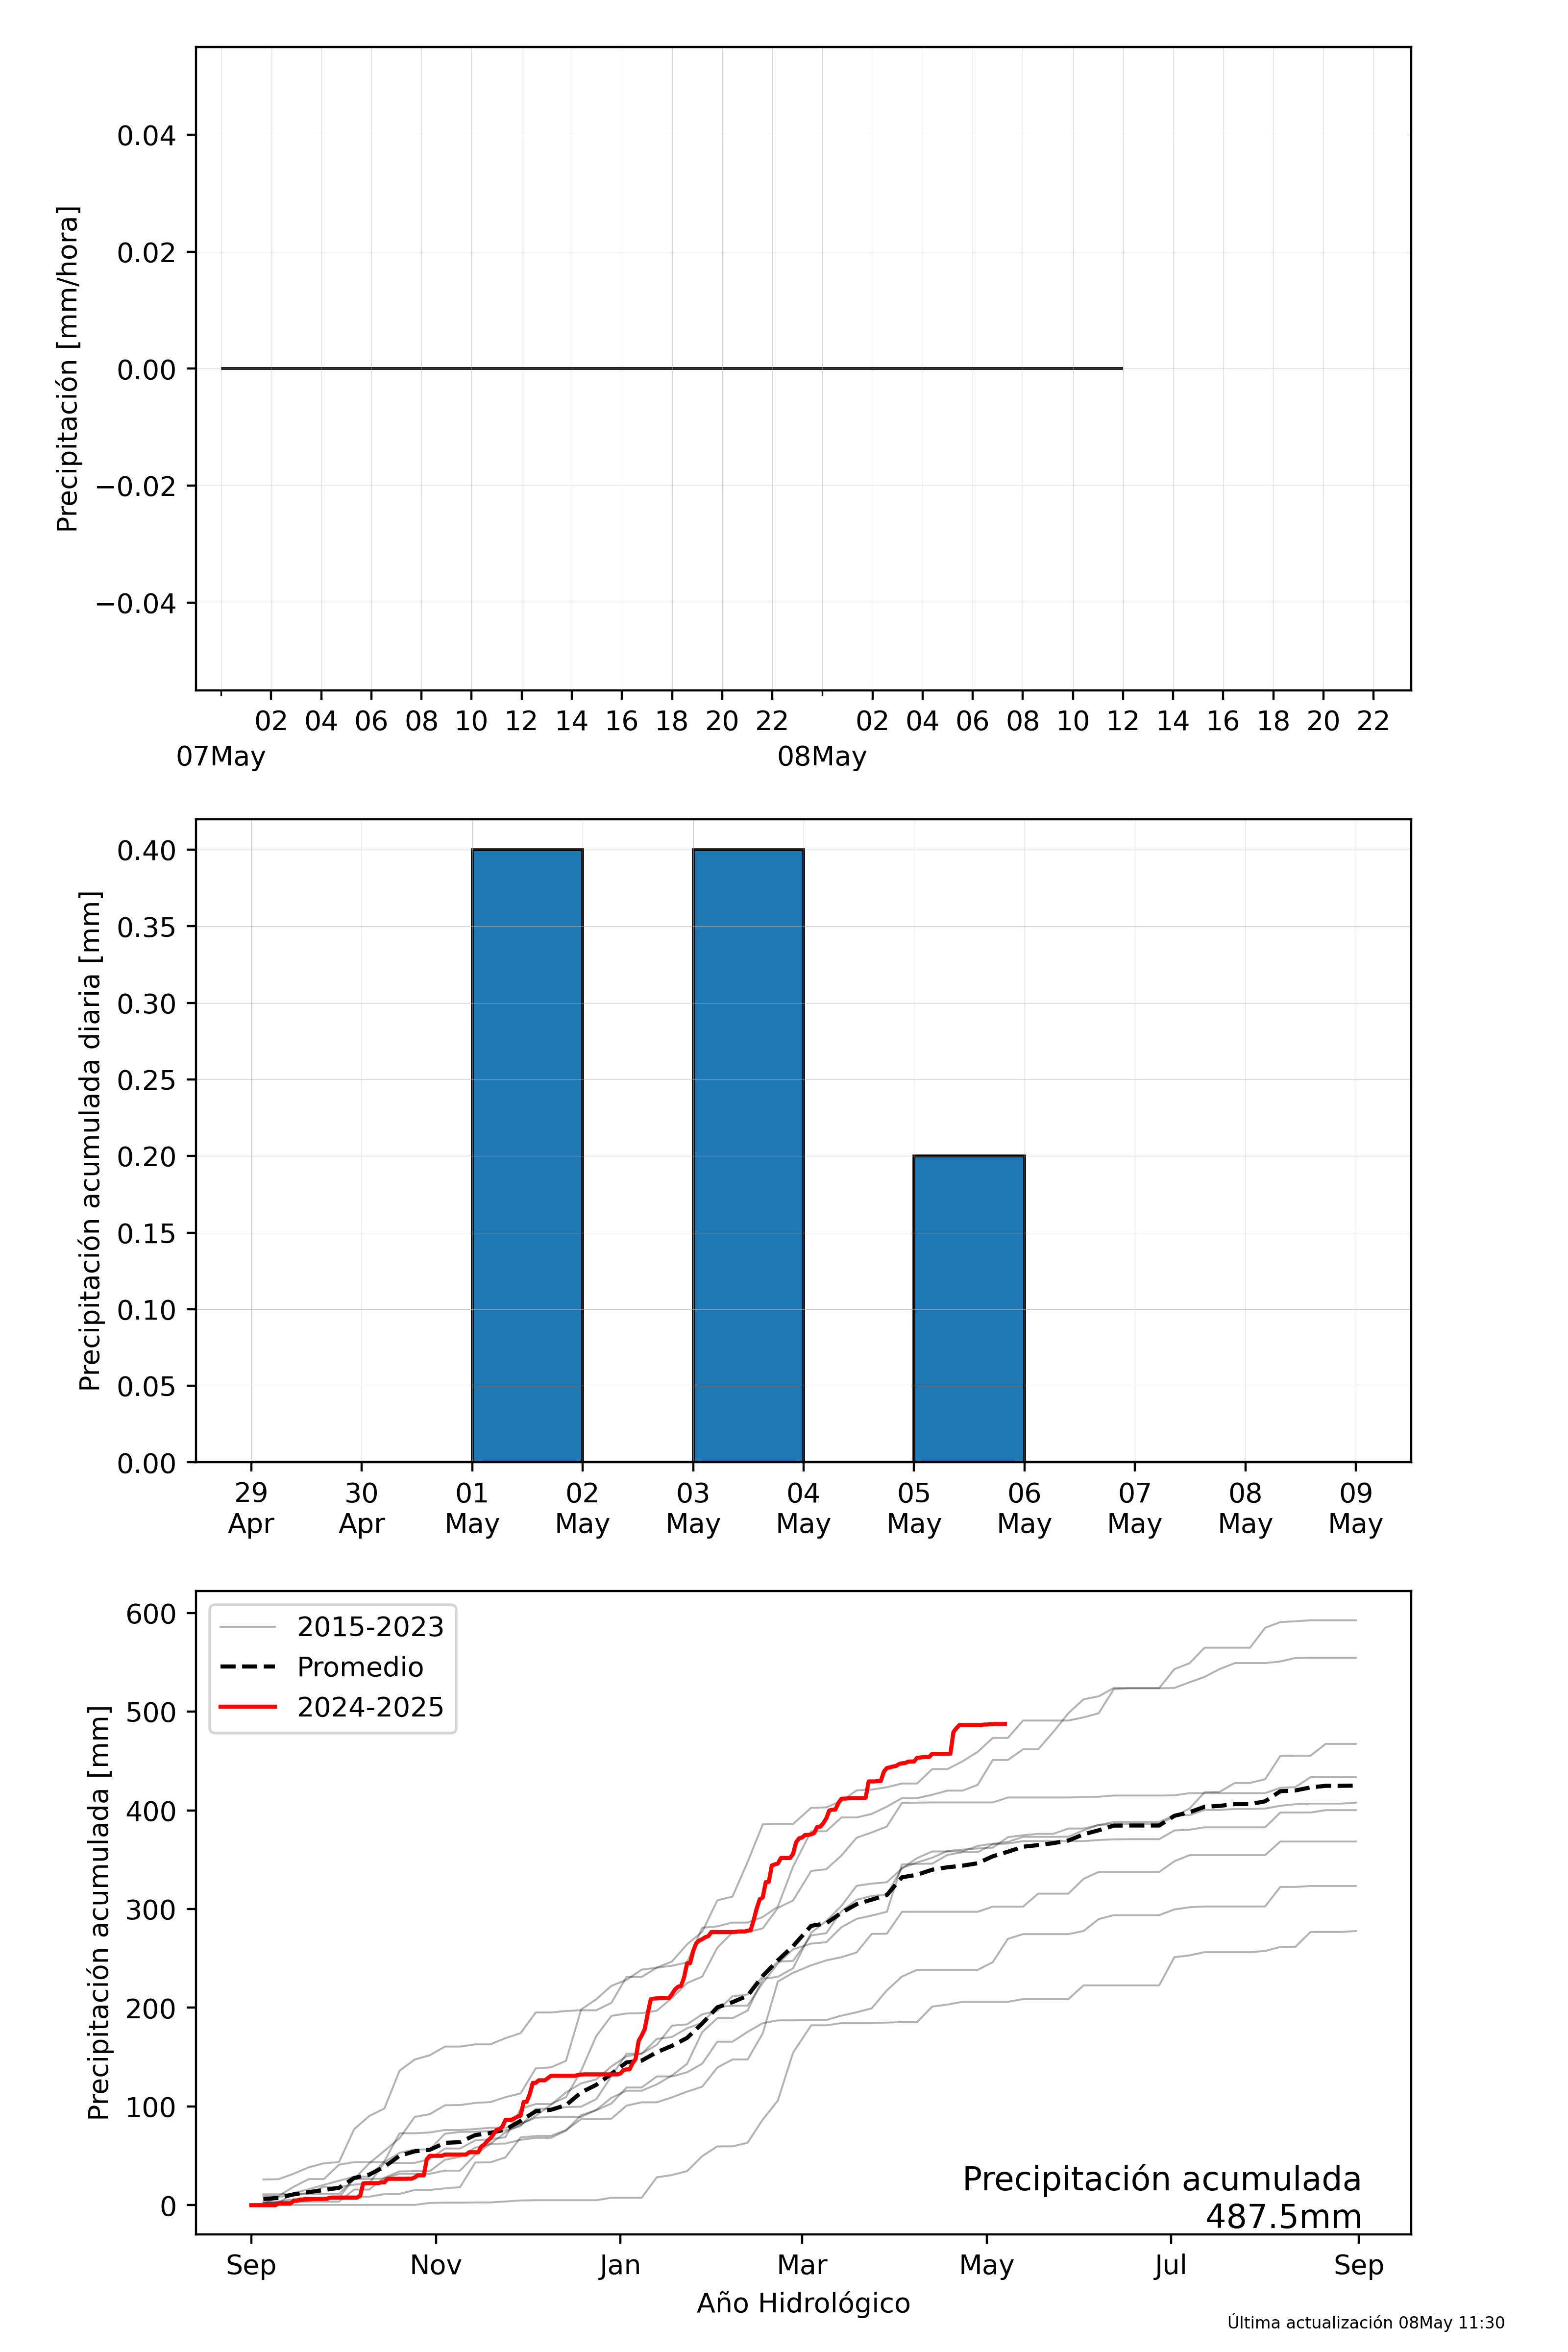 Precipitación [mm/hora]
0.04
0.02
0.00
−0.02
−0.04
02 04 06 08 10 12 14 16 18 20 22 02 04 06 08 10 12 14 16 18 20 22
07May 08May
Precipitación acumulada diaria [mm]
0.40
0.35
0.30
0.25
0.20
0.15
0.10
0.05
0.00
29 30 01 02 03 04 05 06 07 08 09
Apr Apr May May May May May May May May May
Precipitación acumulada [mm]
600
500
400
300
200
100
0
2015-2023
Promedio
2024-2025
Precipitación acumulada
487.5mm
Sep Nov Jan Mar May Jul Sep
Año Hidrológico
Última actualización 08May 11:30